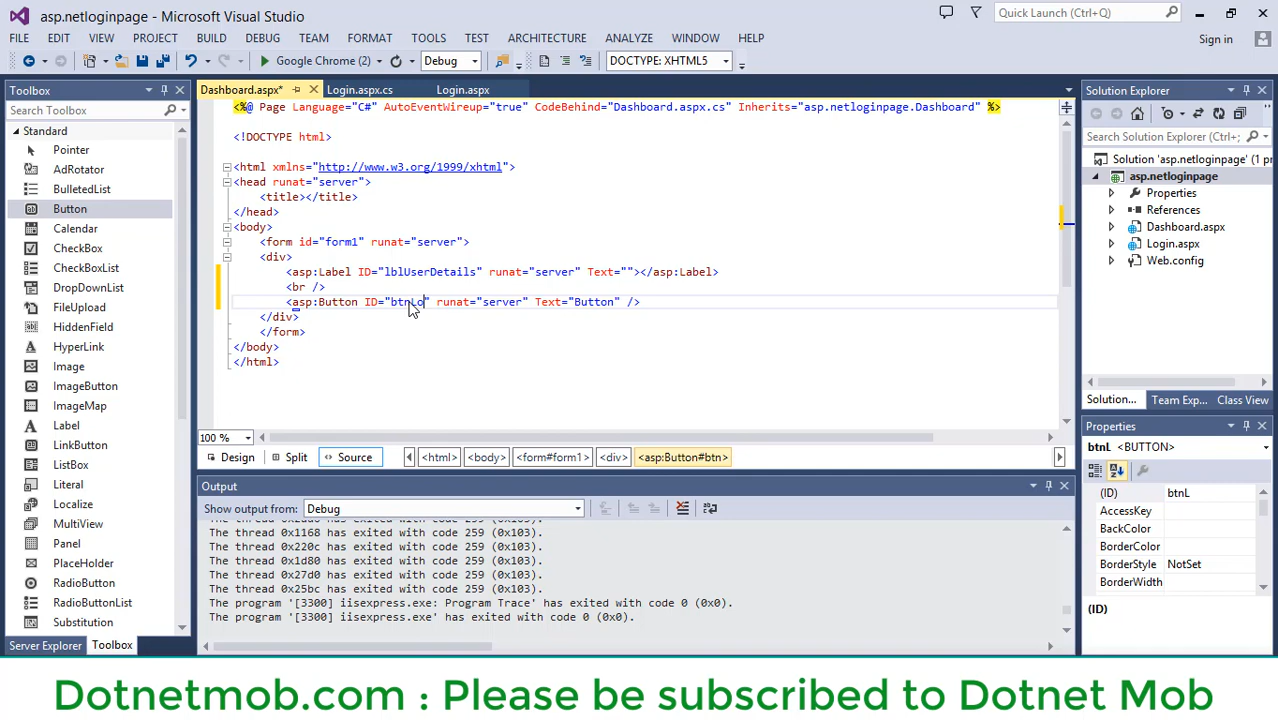 asp.netloginpage - Microsoft Visual Studio
Quick Launch (Ctrl+Q)
FILE EDIT VIEW PROJECT BUILD DEBUG TEAM FORMAT TOOLS TEST ARCHITECTURE ANALYZE WINDOW HELP
Sign in
Google Chrome (2) Debug DOCTYPE: XHTML5
Toolbox
Search Toolbox
Standard
Pointer
AdRotator
BulletedList
Button
Calendar
CheckBox
CheckBoxList
DropDownList
FileUpload
HiddenField
HyperLink
Image
ImageButton
ImageMap
Label
LinkButton
ListBox
Literal
Localize
MultiView
Panel
PlaceHolder
RadioButton
RadioButtonList
Substitution
Server Explorer Toolbox
Dashboard.aspx* Login.aspx.cs Login.aspx
<%@ Page Language="C#" AutoEventWireup="true" CodeBehind="Dashboard.aspx.cs" Inherits="asp.netloginpage.Dashboard" %>
<!DOCTYPE html>
<html xmlns="http://www.w3.org/1999/xhtml">
<head runat="server">
<title></title>
</head>
<body>
<form id="form1" runat="server">
<div>
<asp:Label ID="lblUserDetails" runat="server" Text=""></asp:Label>
<br />
<asp:Button ID="btnLo" runat="server" Text="Button" />
</div>
</form>
</body>
</html>
100 %
Design Split Source <html> <body> <form#form1> <div> <asp:Button#btn>
Output
Show output from: Debug
The thread 0x1168 has exited with code 259 (0x103).
The thread 0x220c has exited with code 259 (0x103).
The thread 0x1d80 has exited with code 259 (0x103).
The thread 0x27d0 has exited with code 259 (0x103).
The thread 0x25bc has exited with code 259 (0x103).
The program '[3300] iisexpress.exe: Program Trace' has exited with code 0 (0x0).
The program '[3300] iisexpress.exe' has exited with code 0 (0x0).
Solution Explorer
Search Solution Explorer (Ctrl+;
Solution 'asp.netloginpage' (1 pr
asp.netloginpage
Properties
References
Dashboard.aspx
Login.aspx
Web.config
Solution... Team Exp... Class View
Properties
btnL <BUTTON>
(ID) btnL
AccessKey
BackColor
BorderColor
BorderStyle NotSet
BorderWidth
(ID)
Dotnetmob.com : Please be subscribed to Dotnet Mob